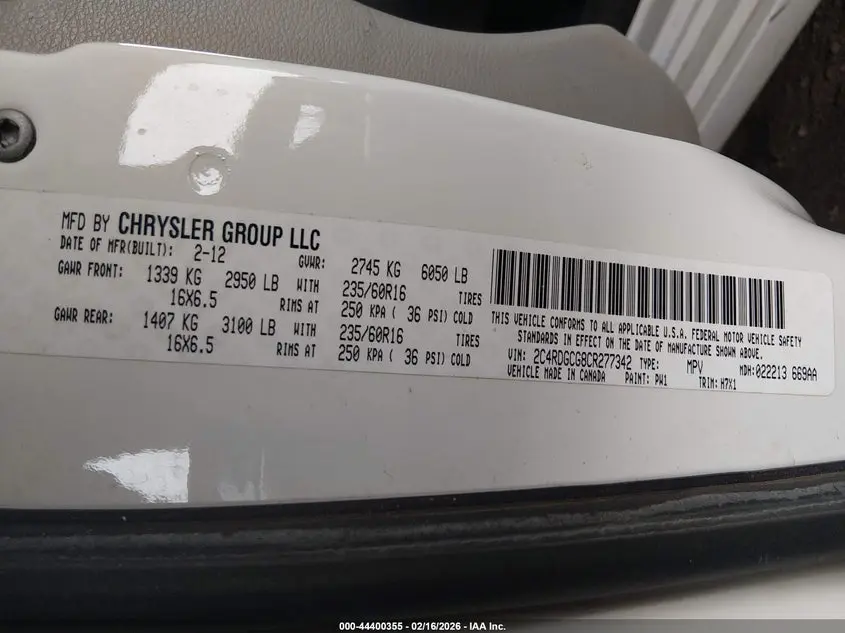 MFD BY CHRYSLER GROUP LLC
DATE OF MFR(BUILT): 2-12 GVWR: 2745 KG 6050 LB
GAWR FRONT: 1339 KG 2950 LB WITH 235/60R16 TIRES
16X6.5 RIMS AT 250 KPA ( 36 PSI) COLD
GAWR REAR: 1407 KG 3100 LB WITH 235/60R16 TIRES
16X6.5 RIMS AT 250 KPA ( 36 PSI) COLD
THIS VEHICLE CONFORMS TO ALL APPLICABLE U.S.A. FEDERAL MOTOR VEHICLE SAFETY
STANDARDS IN EFFECT ON THE DATE OF MANUFACTURE SHOWN ABOVE.
VIN: 2C4RDGCG8CR277342 TYPE: MPV MDH:022213 669AA
VEHICLE MADE IN CANADA PAINT: PW1 TRIM: H7X1
000-44400355 — 02/16/2026 — IAA Inc.